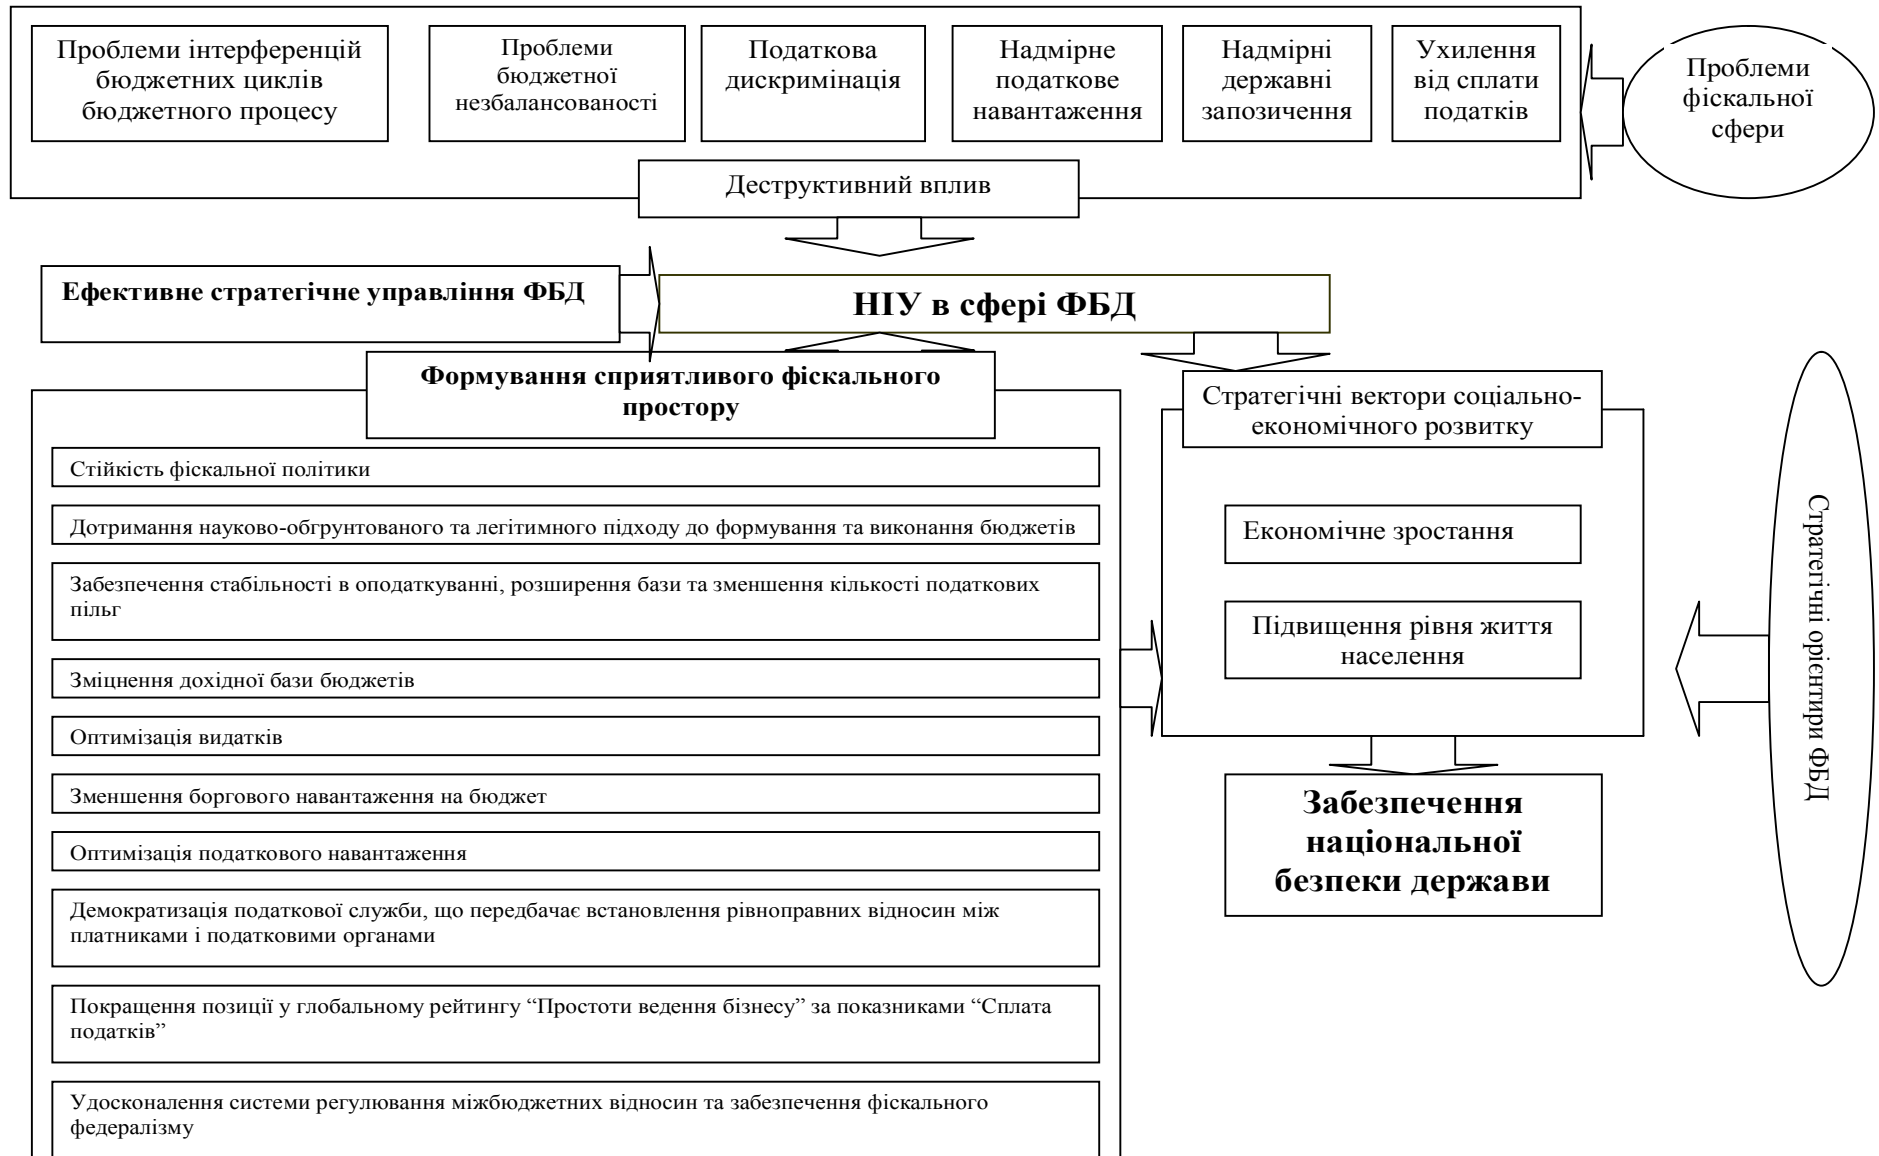 Проблеми інтерференцій
бюджетних циклів
бюджетного процесу
Проблеми
бюджетної
незбалансованості
Податкова
дискримінація
Надмірне
податкове
навантаження
Надмірні
державні
запозичення
Ухилення
від сплати
податків
Проблеми
фіскальної
сфери
Деструктивний вплив
Ефективне стратегічне управління ФБД
НІУ в сфері ФБД
Формування сприятливого фіскального
простору
Стратегічні вектори соціально-
економічного розвитку
Стійкість фіскальної політики
Дотримання науково-обгрунтованого та легітимного підходу до формування та виконання бюджетів
Забезпечення стабільності в оподаткуванні, розширення бази та зменшення кількості податкових
пільг
Зміцнення дохідної бази бюджетів
Оптимізація видатків
Зменшення боргового навантаження на бюджет
Оптимізація податкового навантаження
Демократизація податкової служби, що передбачає встановлення рівноправних відносин між
платниками і податковими органами
Покращення позиції у глобальному рейтингу “Простоти ведення бізнесу” за показниками “Сплата
податків”
Удосконалення системи регулювання міжбюджетних відносин та забезпечення фіскального
федералізму
Економічне зростання
Підвищення рівня життя
населення
Забезпечення
національної
безпеки держави
Стратегічні орієнтири ФБД